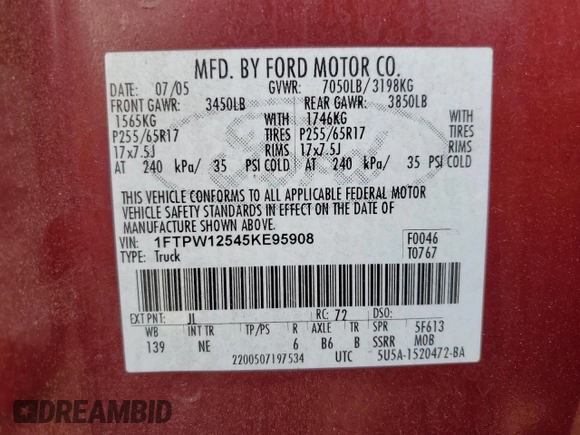 MFD. BY FORD MOTOR CO.
DATE: 07/05 GVWR: 7050LB/3198KG
FRONT GAWR: 3450LB REAR GAWR: 3850LB
1565KG WITH 1746KG WITH
P255/65R17 TIRES P255/65R17 TIRES
17x7.5J RIMS 17x7.5J RIMS
AT 240 kPa/ 35 PSI COLD AT 240 kPa/ 35 PSI COLD
THIS VEHICLE CONFORMS TO ALL APPLICABLE FEDERAL MOTOR
VEHICLE SAFETY STANDARDS IN EFFECT ON THE DATE OF
MANUFACTURE SHOWN ABOVE.
VIN: 1FTPW12545KE95908 F0046
TYPE: Truck T0767
EXT PNT: JL RC: 72 DSO:
WB INT TR TP/PS R AXLE TR SPR 5F613
139 NE 6 B6 B SSRR MOB
2200507197534 UTC 5U5A-1520472-BA
Ford
DREAMBID